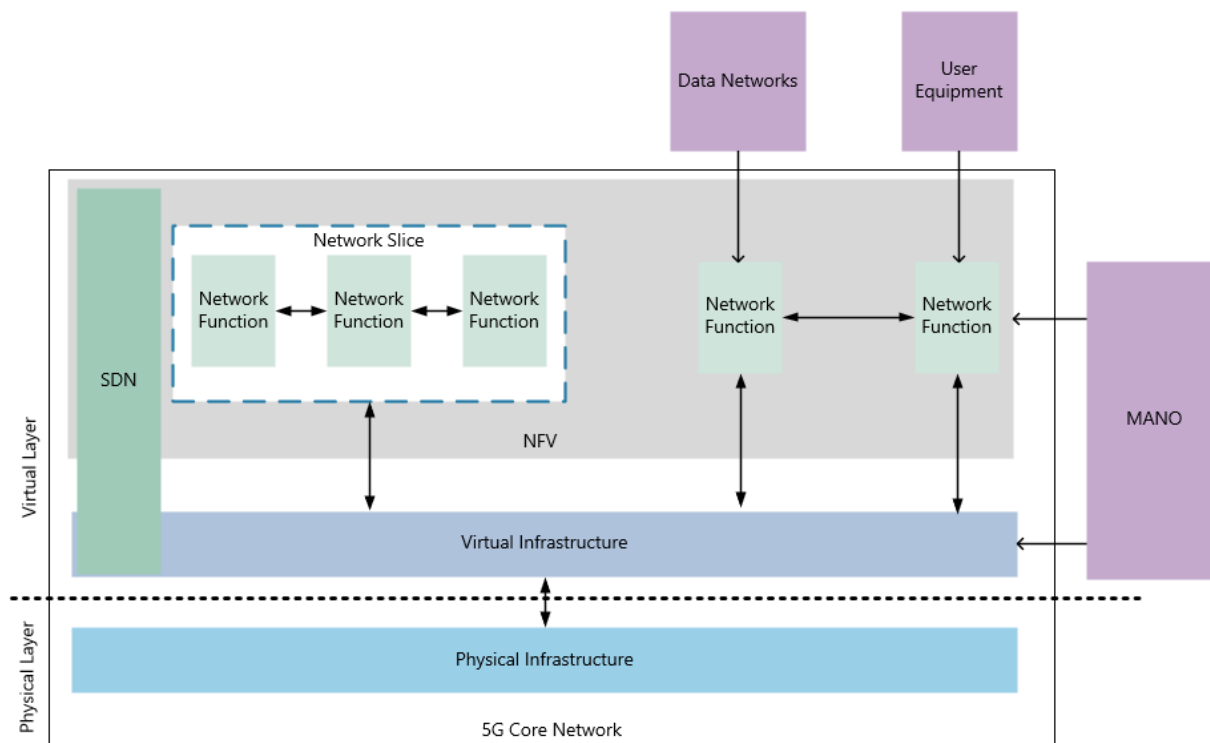 Data Networks
User
Equipment
Network Slice
Network
Function
Network
Function
Network
Function
Network
Function
Network
Function
SDN
MANO
NFV
Virtual Layer
Virtual Infrastructure
Physical Layer
Physical Infrastructure
5G Core Network